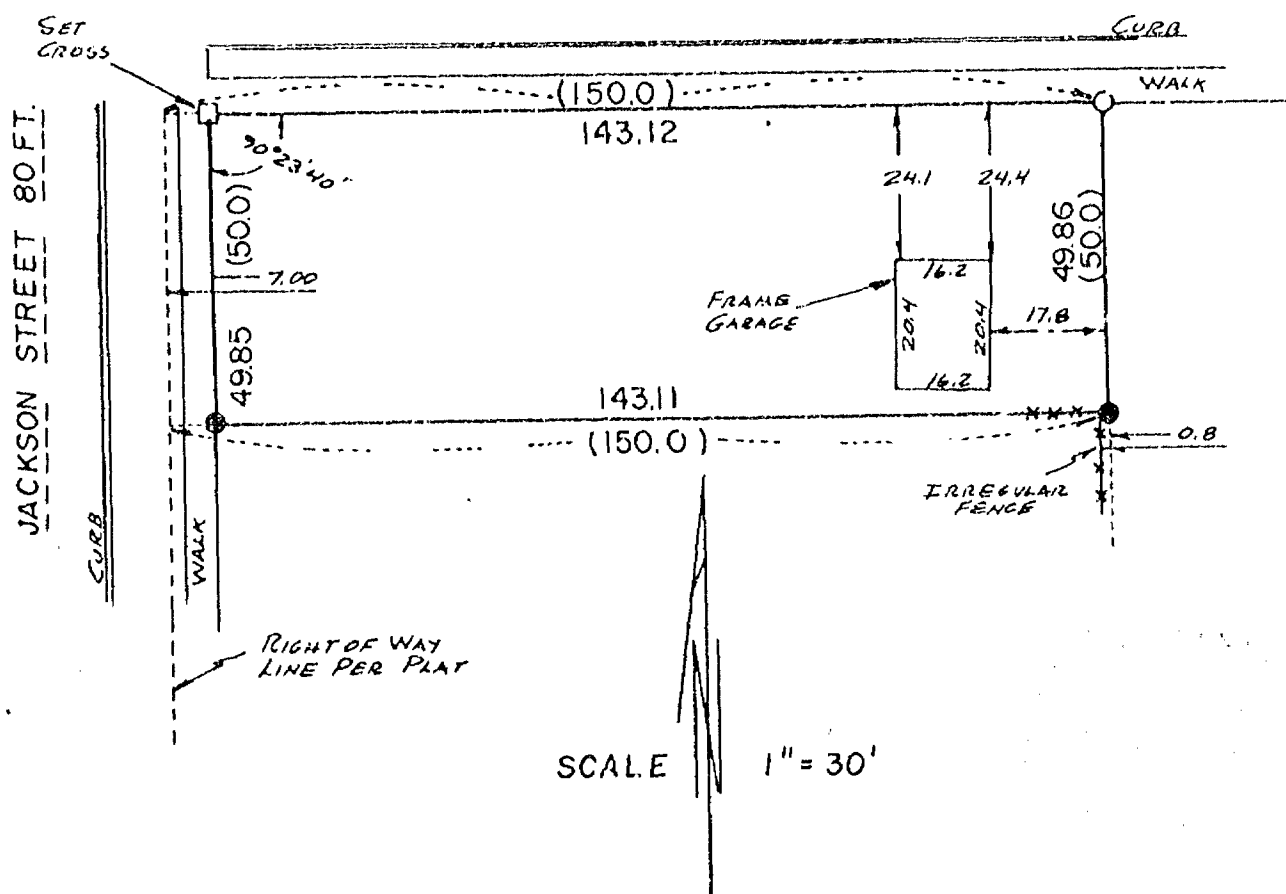 SET
CROSS
CURB
WALK
(150.0)
143.12
90°23'40"
24.1
24.4
JACKSON STREET 80 FT.
(50.0)
49.85
7.00
49.86
(50.0)
16.2
20.4
20.4
16.2
17.8
FRAME
GARAGE
143.11
(150.0)
0.8
IRREGULAR
FENCE
CURB
WALK
RIGHT OF WAY
LINE PER PLAT
SCALE 1" = 30'